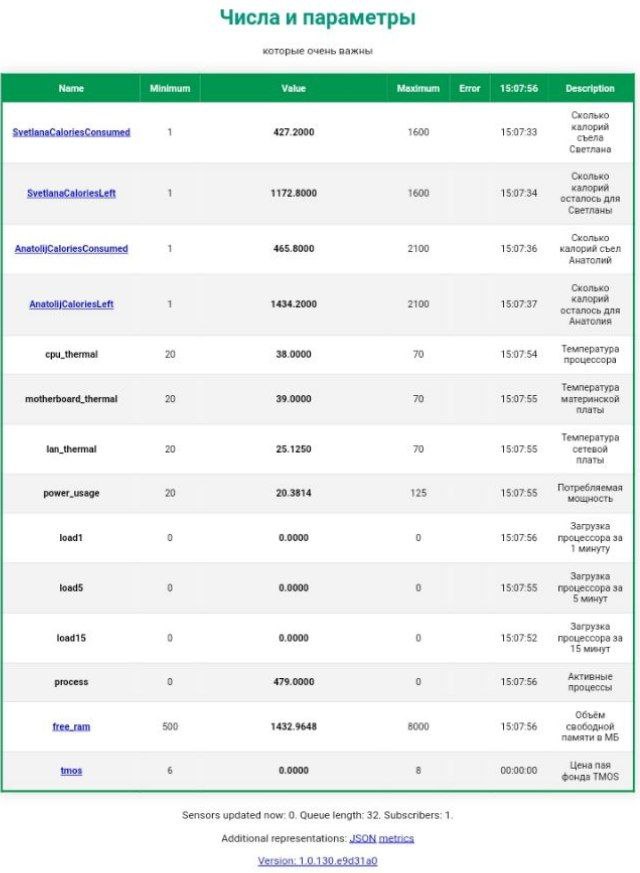 Числа и параметры
которые очень важны
Name Minimum Value Maximum Error 15:07:56 Description
SvetlanaCaloriesConsumed 1 427.2000 1600 15:07:33 Сколько калорий съела Светлана
SvetlanaCaloriesLeft 1 1172.8000 1600 15:07:34 Сколько калорий осталось для Светланы
AnatolijCaloriesConsumed 1 465.8000 2100 15:07:36 Сколько калорий съел Анатолий
AnatolijCaloriesLeft 1 1434.2000 2100 15:07:37 Сколько калорий осталось для Анатолия
cpu_thermal 20 38.0000 70 15:07:54 Температура процессора
motherboard_thermal 20 39.0000 70 15:07:55 Температура материнской платы
lan_thermal 20 25.1250 70 15:07:55 Температура сетевой платы
power_usage 20 20.3814 125 15:07:55 Потребляемая мощность
load1 0 0.0000 0 15:07:56 Загрузка процессора за 1 минуту
load5 0 0.0000 0 15:07:55 Загрузка процессора за 5 минут
load15 0 0.0000 0 15:07:52 Загрузка процессора за 15 минут
process 0 479.0000 0 15:07:56 Активные процессы
free_ram 500 1432.9648 8000 15:07:56 Объём свободной памяти в МБ
tmos 6 0.0000 8 00:00:00 Цена пая фонда TMOS
Sensors updated now: 0. Queue length: 32. Subscribers: 1.
Additional representations: JSON metrics
Version: 1.0.130.e9d31a0